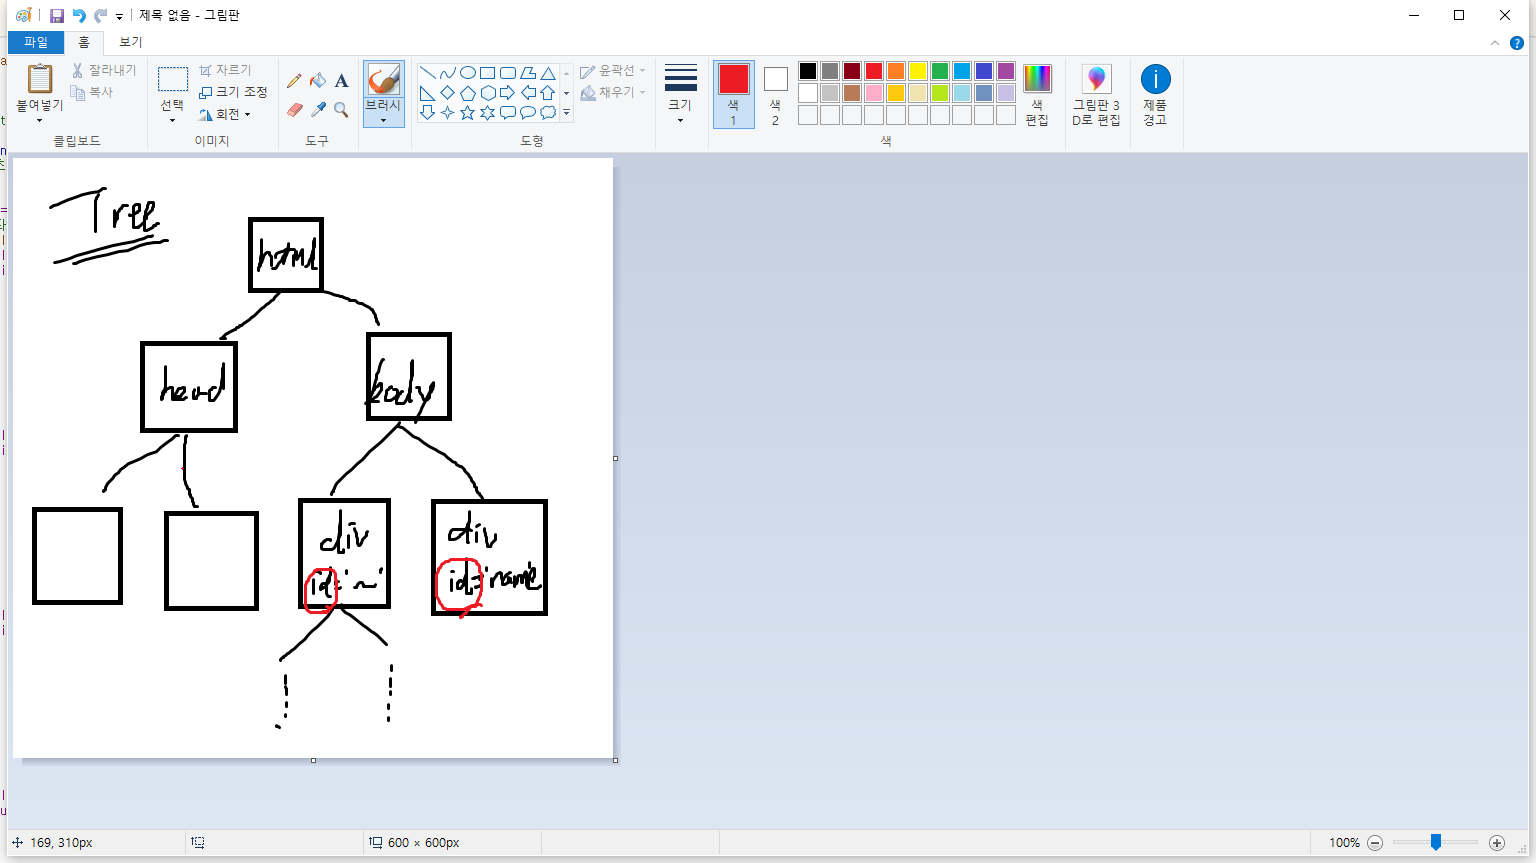 제목 없음 - 그림판
파일 홈 보기
붙여넣기
잘라내기
복사
클립보드
선택
자르기
크기 조정
회전
이미지
A
도구
브러시
윤곽선
채우기
도형
크기
색
1
색
2
색
편집
색
그림판 3
D로 편집
제품
경고
Tree
html
head
body
div
id='~'
div
id='name'
169, 310px
600 × 600px
100%